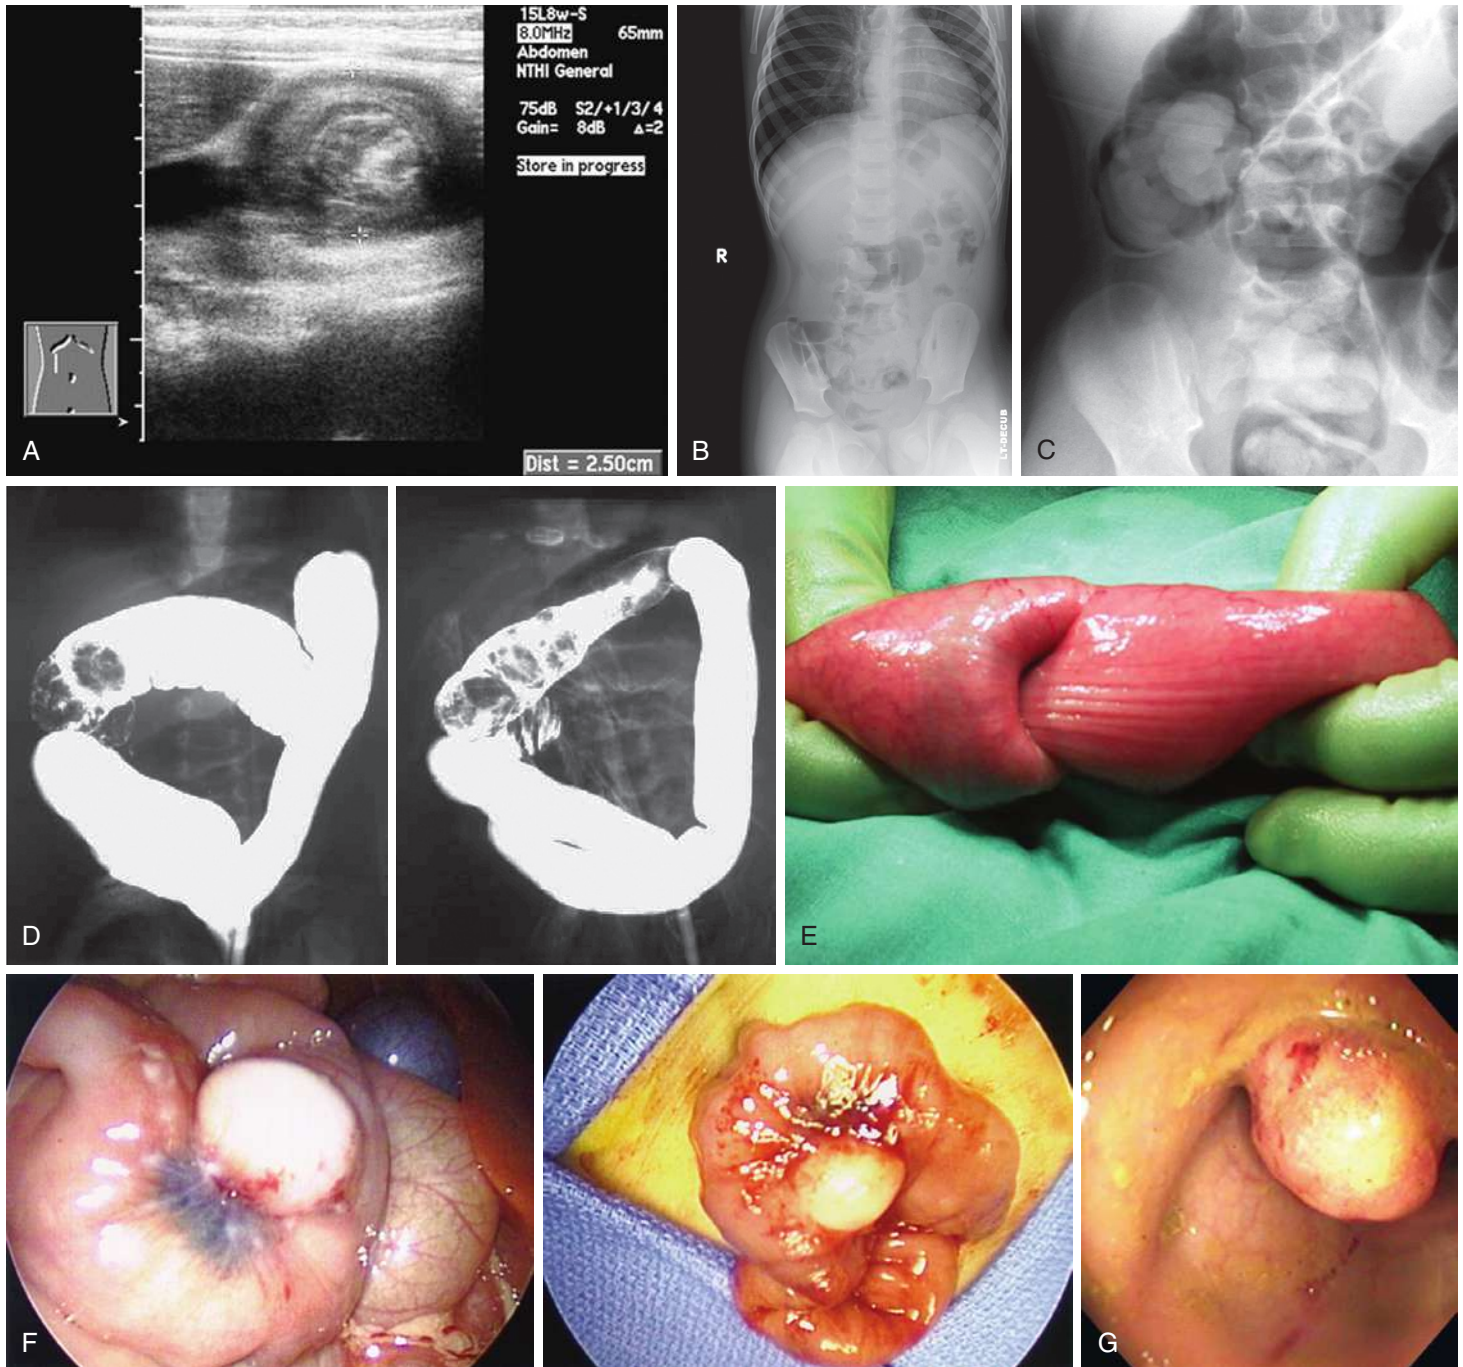 15L8w-S
8.0MHz 65mm
Abdomen
NTHI General
75dB S2/+1/3/4
Gain= 8dB Δ=2
Store in progress
Dist = 2.50cm
A
R
LT-DECUB
B
C
D
E
F
G